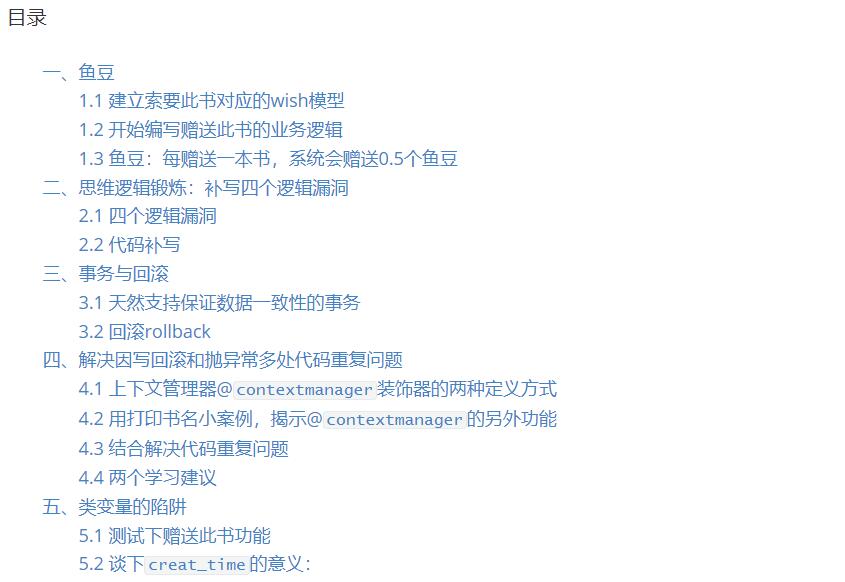 目录
一、鱼豆
1.1 建立索要此书对应的wish模型
1.2 开始编写赠送此书的业务逻辑
1.3 鱼豆：每赠送一本书，系统会赠送0.5个鱼豆
二、思维逻辑锻炼：补写四个逻辑漏洞
2.1 四个逻辑漏洞
2.2 代码补写
三、事务与回滚
3.1 天然支持保证数据一致性的事务
3.2 回滚rollback
四、解决因写回滚和抛异常多处代码重复问题
4.1 上下文管理器@contextmanager装饰器的两种定义方式
4.2 用打印书名小案例，揭示@contextmanager的另外功能
4.3 结合解决代码重复问题
4.4 两个学习建议
五、类变量的陷阱
5.1 测试下赠送此书功能
5.2 谈下creat_time的意义：